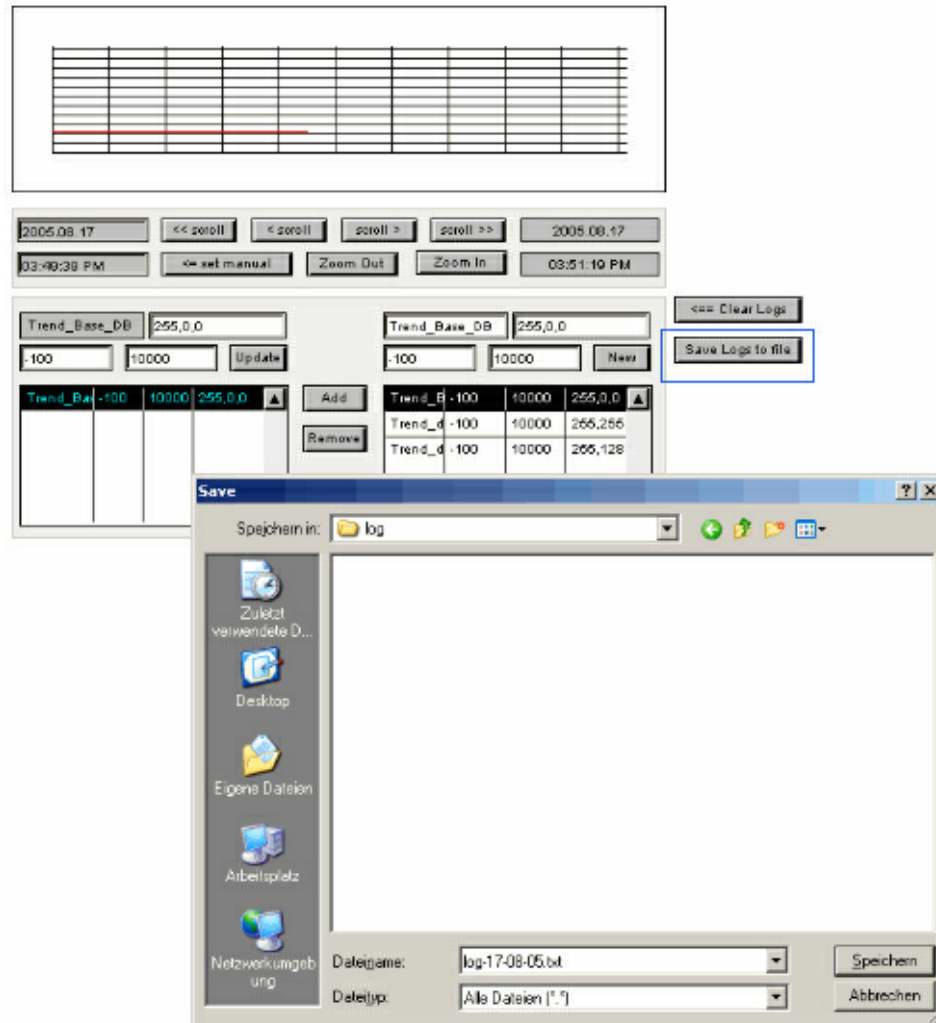 2005.08.17 << scroll < scroll scroll > scroll >> 2005.08.17
03:49:39 PM <= set manual Zoom Out Zoom In 03:51:19 PM
Trend_Base_DB 255,0,0 Trend_Base_DB 255,0,0 <== Clear Logs
-100 10000 Update -100 10000 New Save Logs to file
Trend_Ba -100 10000 255,0,0 Add Trend_B -100 10000 255,0,0
Trend_d -100 10000 255,255
Remove Trend_d -100 10000 255,128
Save
Speichern in: log
Zuletzt
verwendete D...
Desktop
Eigene Dateien
Arbeitsplatz
Netzwerkumgeb
ung
Dateiname: log-17-08-05.txt Speichern
Dateityp: Alle Dateien (*.*) Abbrechen